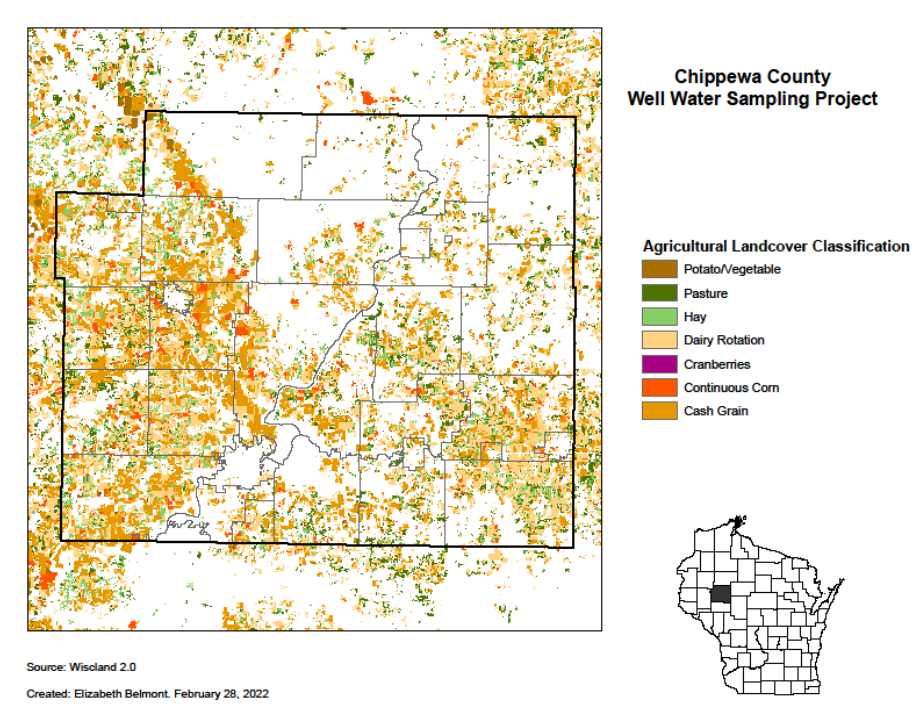 Chippewa County
Well Water Sampling Project
Agricultural Landcover Classification
Potato/Vegetable
Pasture
Hay
Dairy Rotation
Cranberries
Continuous Corn
Cash Grain
Source: Wiscland 2.0
Created: Elizabeth Belmont. February 28, 2022